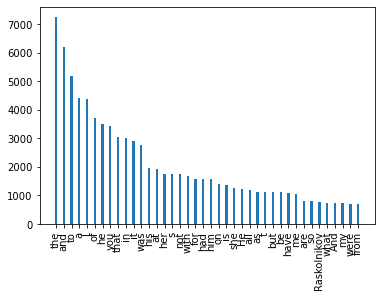 7000
6000
5000
4000
3000
2000
1000
0
the
and
to
a
I
of
he
you
that
in
it
was
his
at
her
s
not
with
for
had
him
on
is
she
He
all
as
t
but
be
have
me
are
so
Raskolnikov
what
And
my
were
from